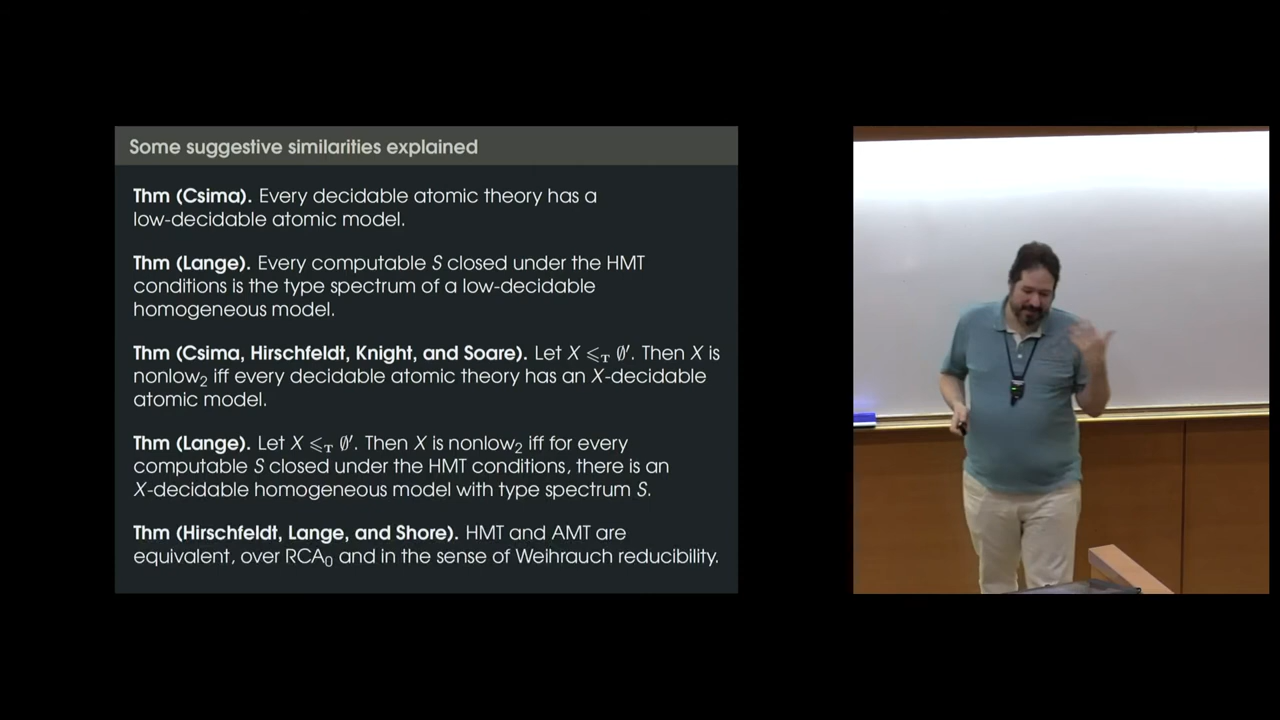 Some suggestive similarities explained
Thm (Csima). Every decidable atomic theory has a
low-decidable atomic model.
Thm (Lange). Every computable S closed under the HMT
conditions is the type spectrum of a low-decidable
homogeneous model.
Thm (Csima, Hirschfeldt, Knight, and Soare). Let X ⩽T ∅′. Then X is
nonlow₂ iff every decidable atomic theory has an X-decidable
atomic model.
Thm (Lange). Let X ⩽T ∅′. Then X is nonlow₂ iff for every
computable S closed under the HMT conditions, there is an
X-decidable homogeneous model with type spectrum S.
Thm (Hirschfeldt, Lange, and Shore). HMT and AMT are
equivalent, over RCA₀ and in the sense of Weihrauch reducibility.